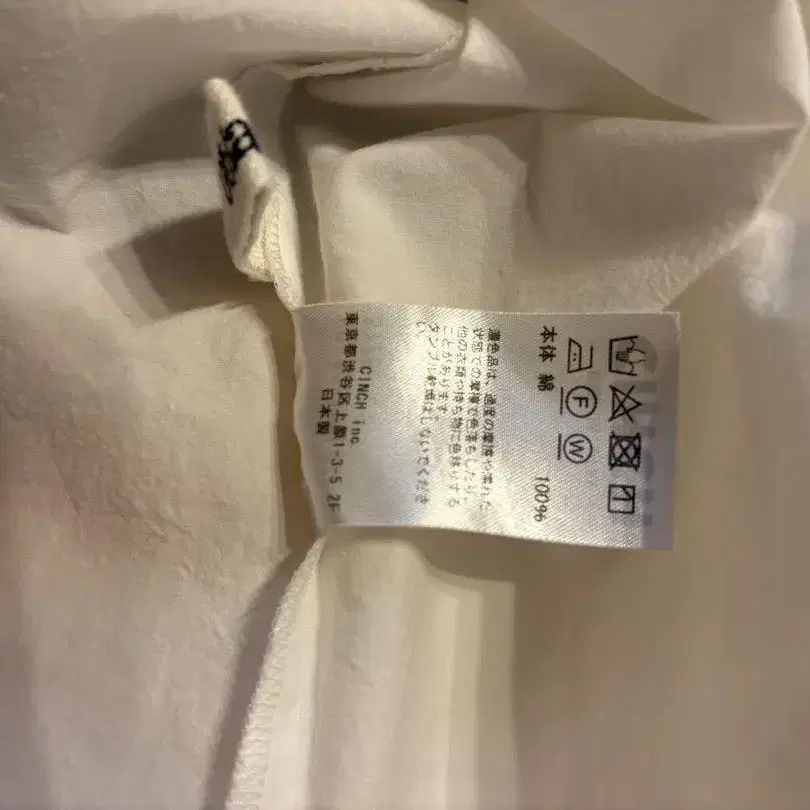 本体 綿 100%
濃色品は、過度の摩擦や濡れた
状態での摩擦で色落ちしたり、
他の衣類や持ち物に色移りする
ことがあります。
タンブル乾燥はしないでくださ
い。
CINCH inc.
東京都渋谷区上原1-3-5 2F
日本製
F
W